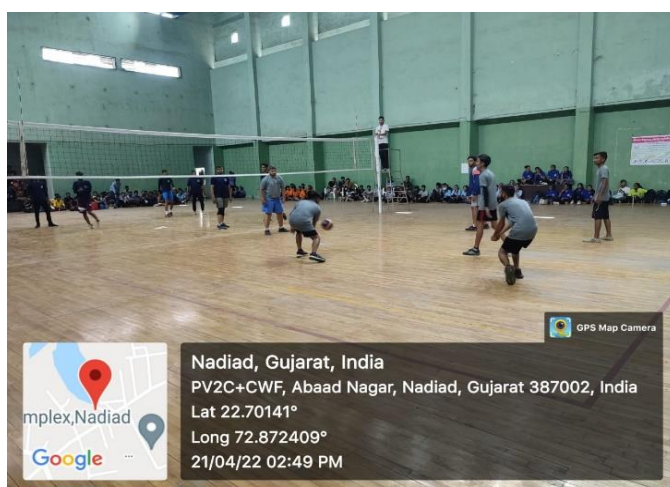 GPS Map Camera
Nadiad, Gujarat, India
PV2C+CWF, Abaad Nagar, Nadiad, Gujarat 387002, India
Lat 22.70141°
Long 72.872409°
21/04/22 02:49 PM
mplex,Nadiad
Google